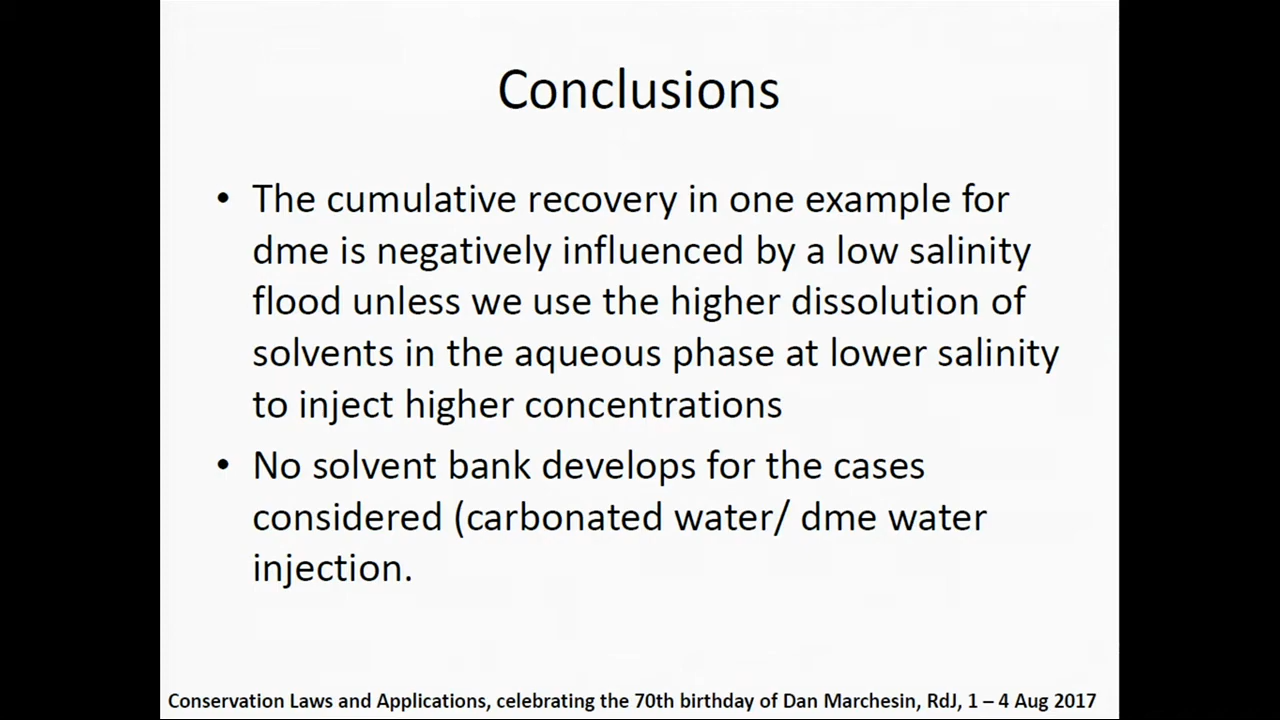 Conclusions
• The cumulative recovery in one example for
dme is negatively influenced by a low salinity
flood unless we use the higher dissolution of
solvents in the aqueous phase at lower salinity
to inject higher concentrations
• No solvent bank develops for the cases
considered (carbonated water/ dme water
injection.
Conservation Laws and Applications, celebrating the 70th birthday of Dan Marchesin, RdJ, 1 – 4 Aug 2017